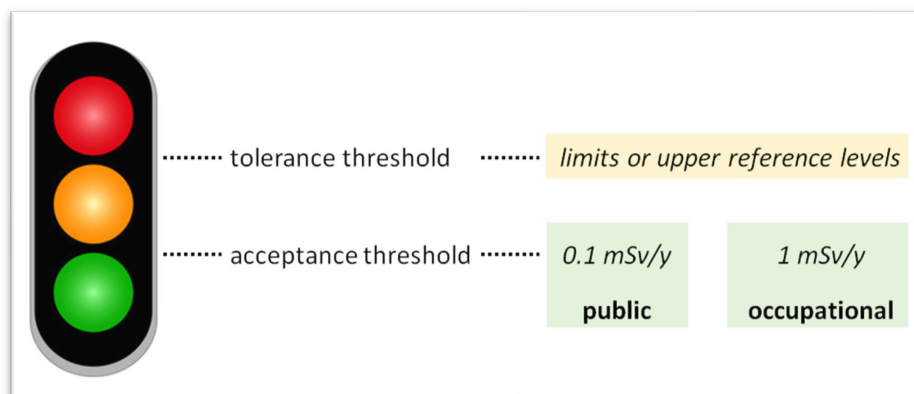 tolerance threshold limits or upper reference levels
acceptance threshold 0.1 mSv/y 1 mSv/y
public occupational